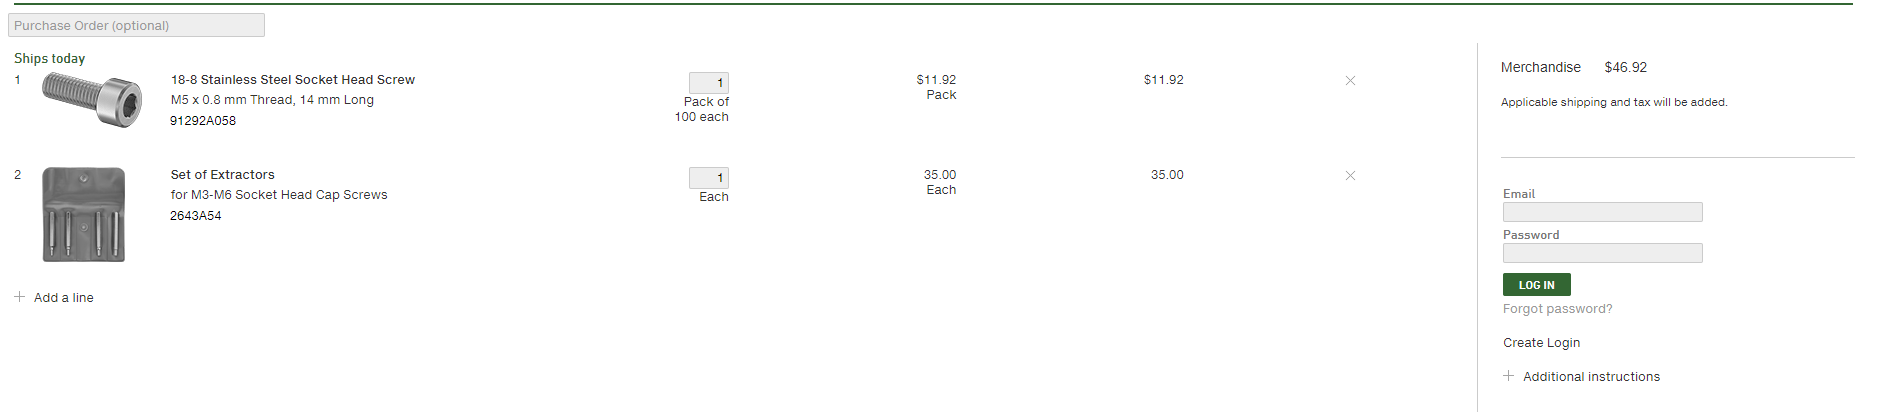 Purchase Order (optional)
Ships today
1
18-8 Stainless Steel Socket Head Screw
M5 x 0.8 mm Thread, 14 mm Long
91292A058
1
Pack of
100 each
$11.92
Pack
$11.92
2
Set of Extractors
for M3-M6 Socket Head Cap Screws
2643A54
1
Each
35.00
Each
35.00
Add a line
Merchandise $46.92
Applicable shipping and tax will be added.
Email
Password
LOG IN
Forgot password?
Create Login
Additional instructions